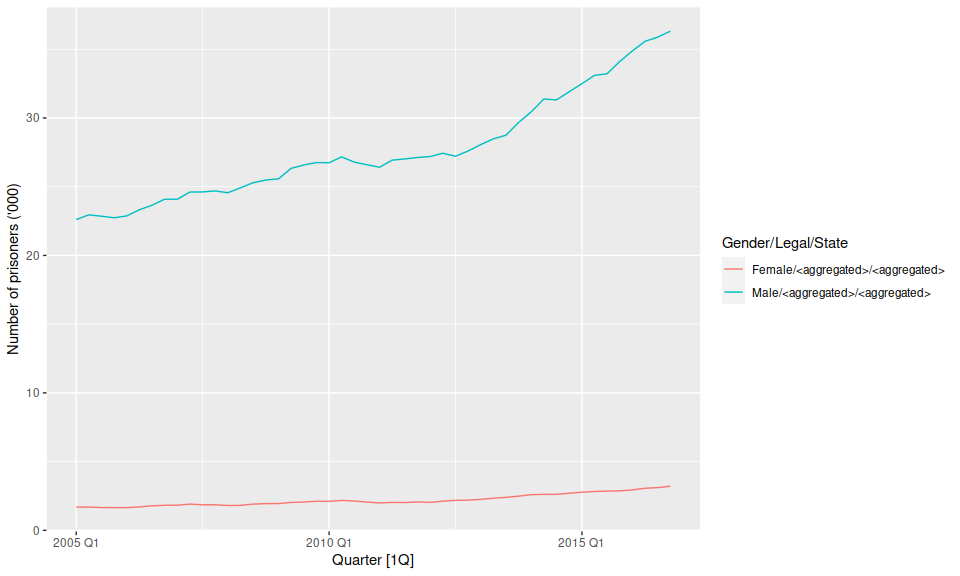 Number of prisoners ('000)
30
20
10
0
2005 Q1
2010 Q1
2015 Q1
Quarter [1Q]
Gender/Legal/State
Female/<aggregated>/<aggregated>
Male/<aggregated>/<aggregated>